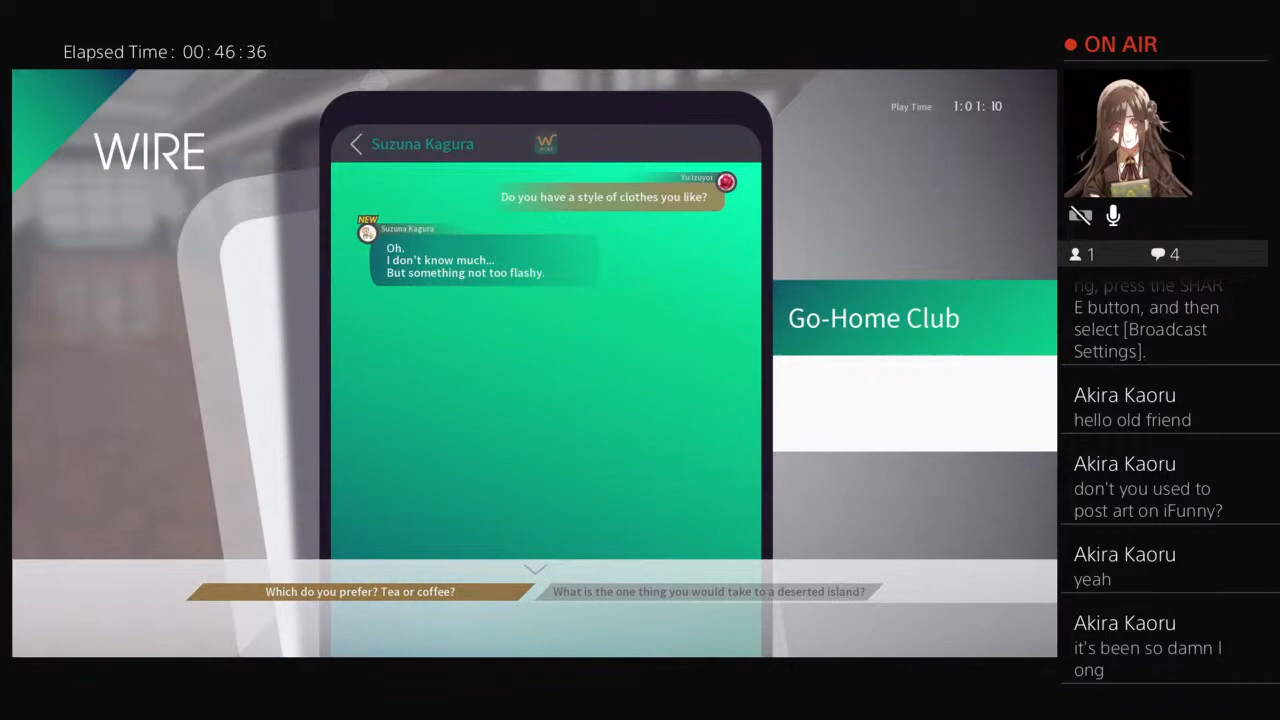 Elapsed Time: 00:46:36
ON AIR
WIRE
Play Time 1:01:10
Suzuna Kagura
W
WIRE
Yu Izuyoi
Do you have a style of clothes you like?
NEW
Suzuna Kagura
Oh.
I don't know much...
But something not too flashy.
Go-Home Club
Which do you prefer? Tea or coffee?
What is the one thing you would take to a deserted island?
1 4
ng, press the SHAR
E button, and then
select [Broadcast
Settings].
Akira Kaoru
hello old friend
Akira Kaoru
don't you used to
post art on iFunny?
Akira Kaoru
yeah
Akira Kaoru
it's been so damn l
ong